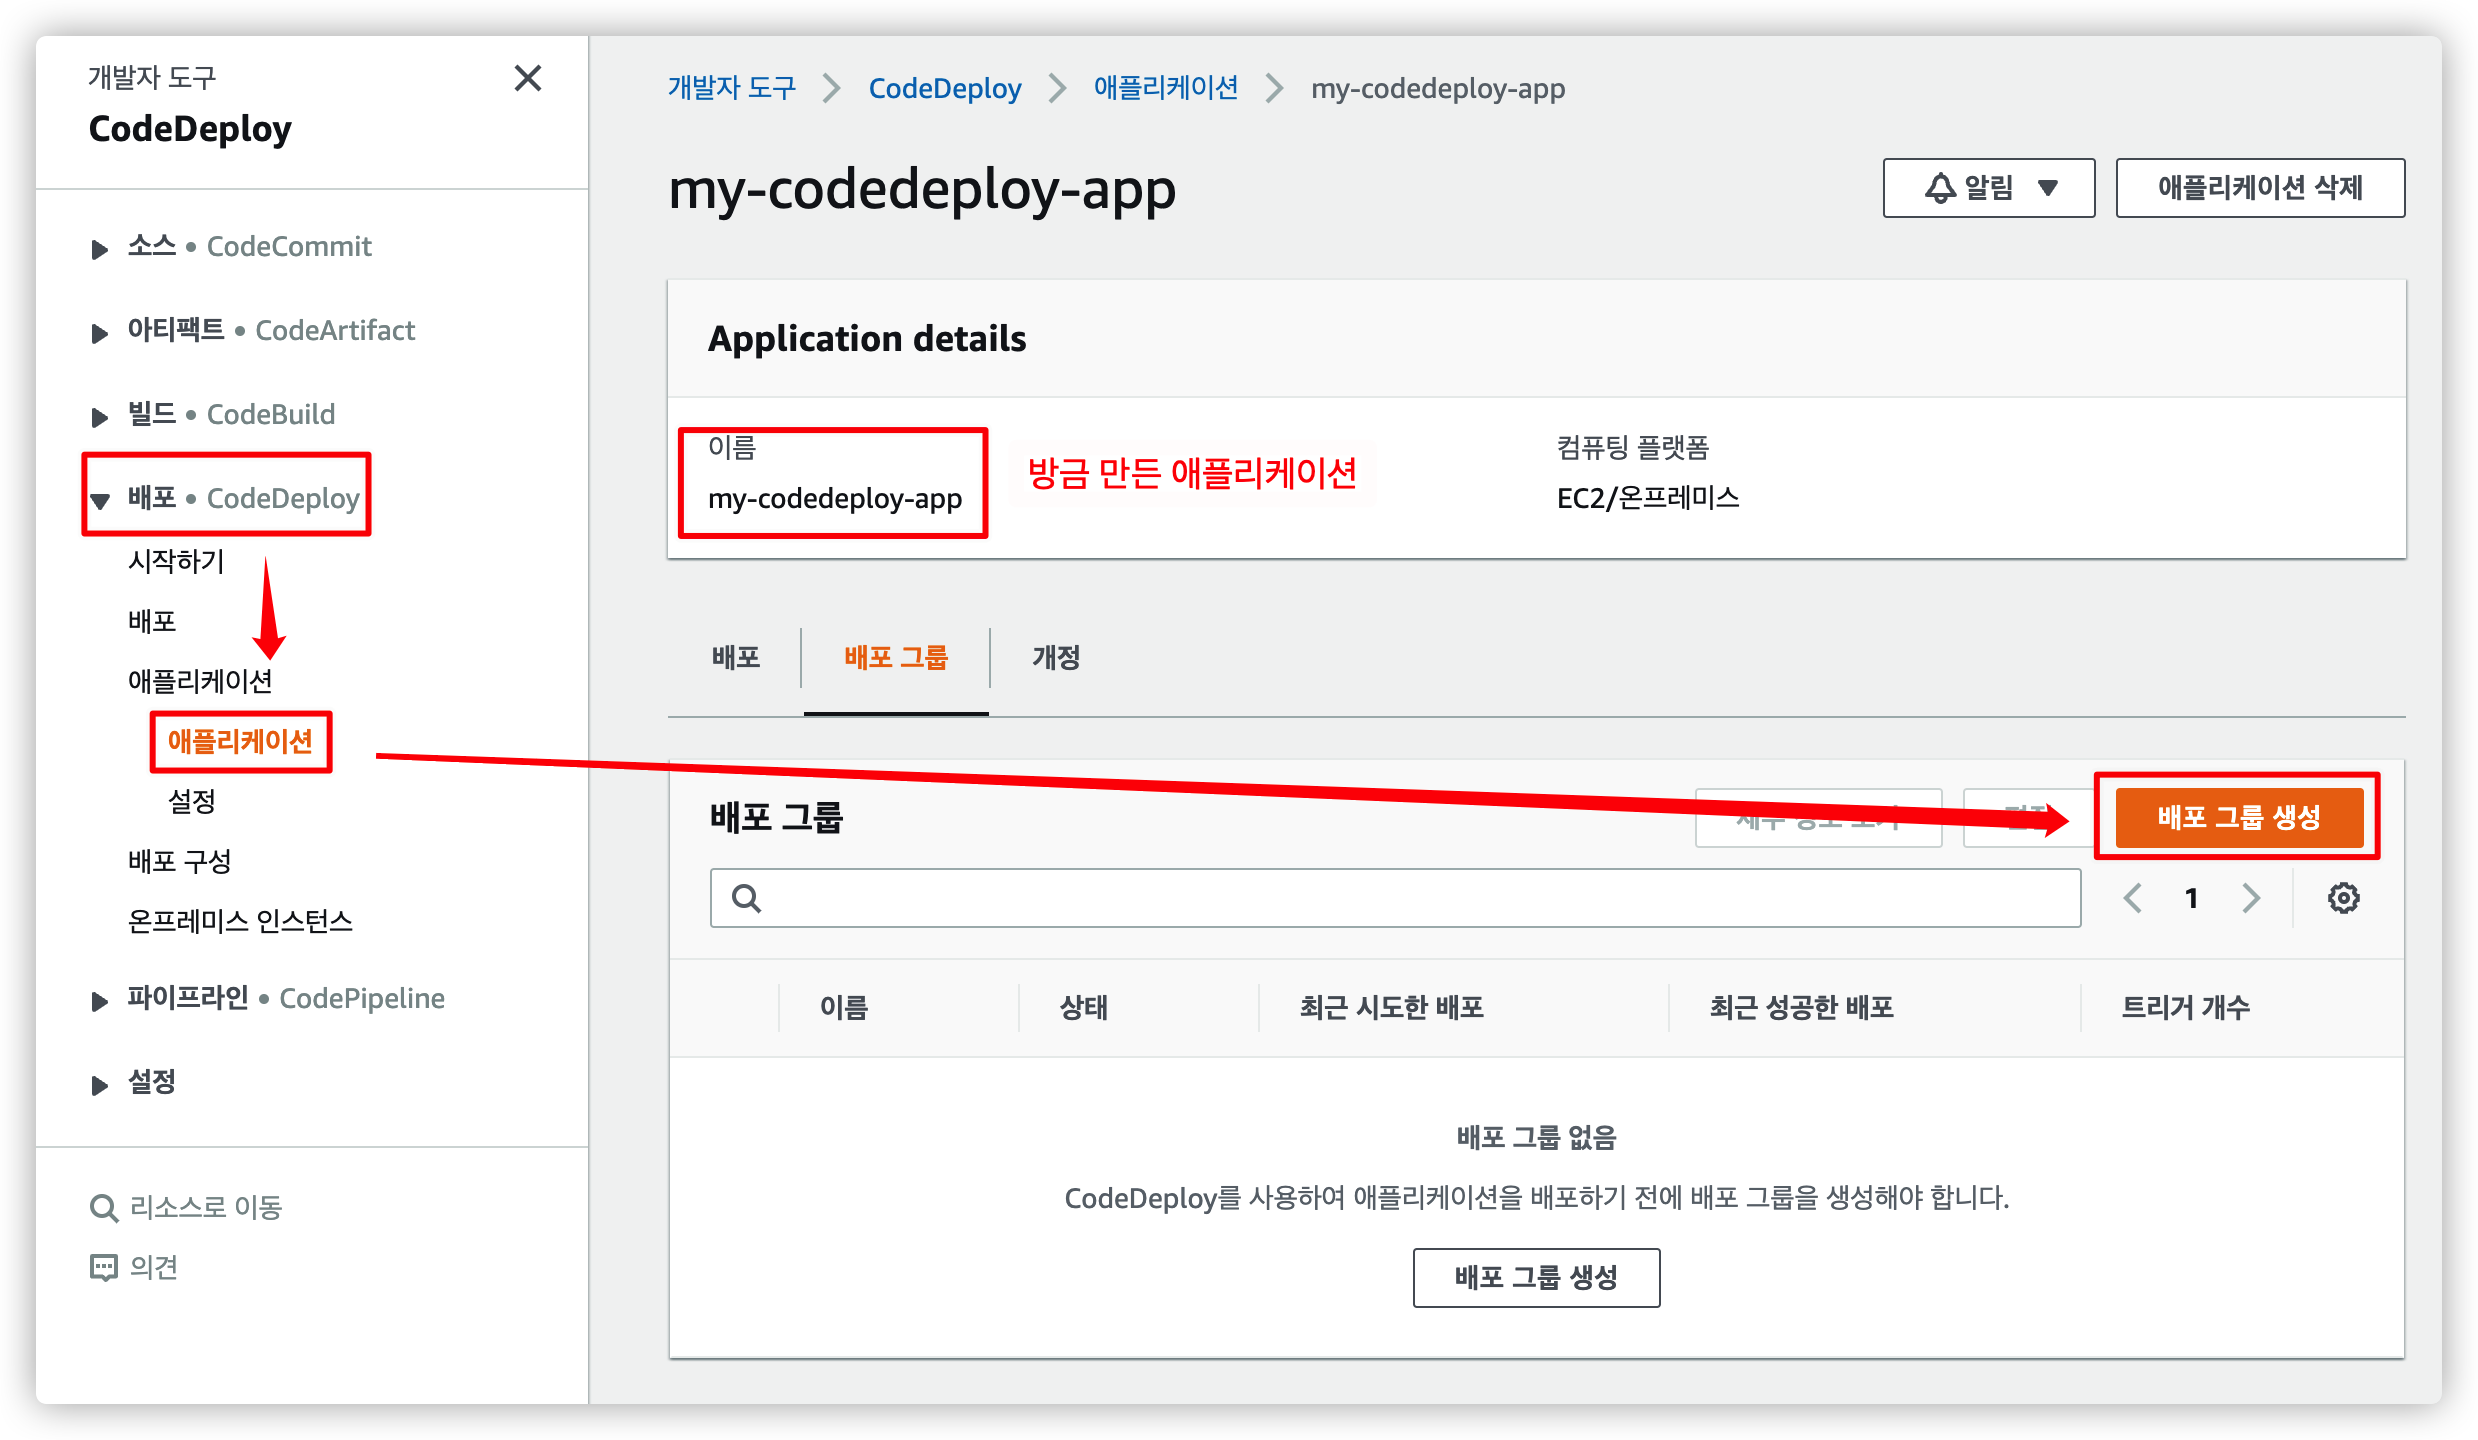 개발자 도구
CodeDeploy
소스 • CodeCommit
아티팩트 • CodeArtifact
빌드 • CodeBuild
배포 • CodeDeploy
시작하기
배포
애플리케이션
애플리케이션
설정
배포 구성
온프레미스 인스턴스
파이프라인 • CodePipeline
설정
리소스로 이동
의견
개발자 도구 > CodeDeploy > 애플리케이션 > my-codedeploy-app
my-codedeploy-app
알림
애플리케이션 삭제
Application details
이름
my-codedeploy-app
방금 만든 애플리케이션
컴퓨팅 플랫폼
EC2/온프레미스
배포
배포 그룹
개정
배포 그룹
배포 그룹 생성
1
이름
상태
최근 시도한 배포
최근 성공한 배포
트리거 개수
배포 그룹 없음
CodeDeploy를 사용하여 애플리케이션을 배포하기 전에 배포 그룹을 생성해야 합니다.
배포 그룹 생성